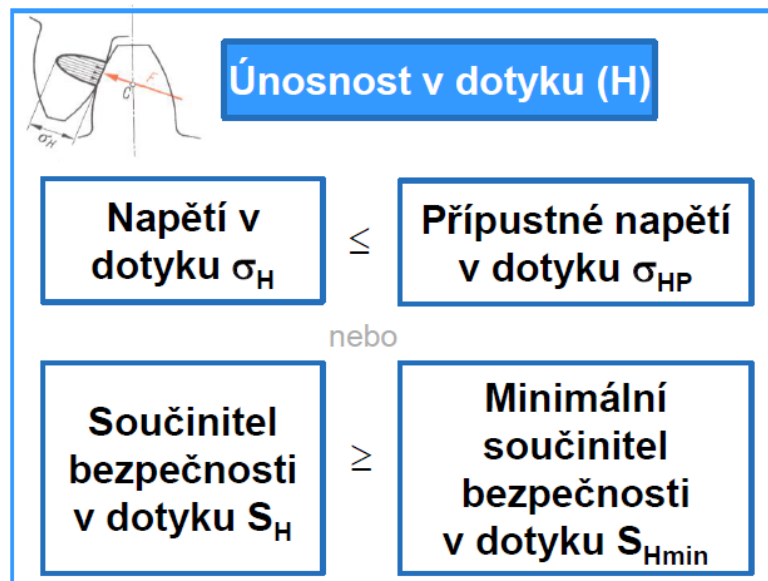 F
C
σH
Únosnost v dotyku (H)
Napětí v
dotyku σH
≤
Přípustné napětí
v dotyku σHP
nebo
Součinitel
bezpečnosti
v dotyku SH
≥
Minimální
součinitel
bezpečnosti
v dotyku SHmin